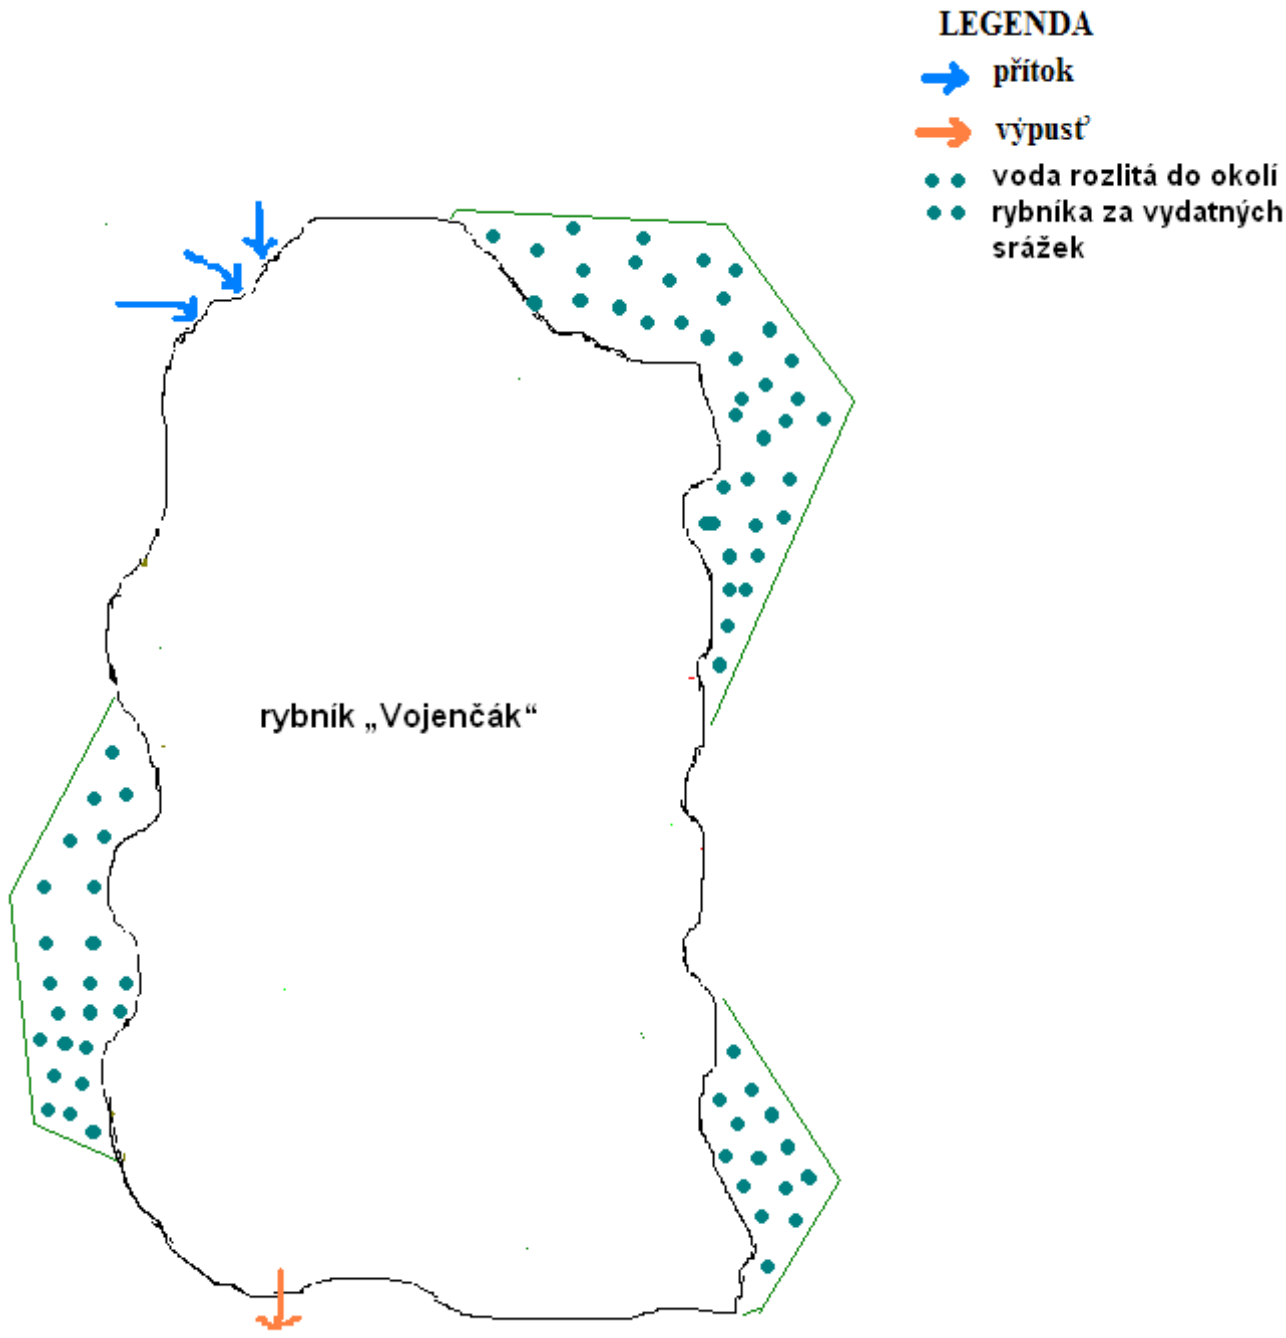 LEGENDA
přítok
výpusť
voda rozlitá do okolí
rybníka za vydatných
srážek
rybník „Vojenčák“